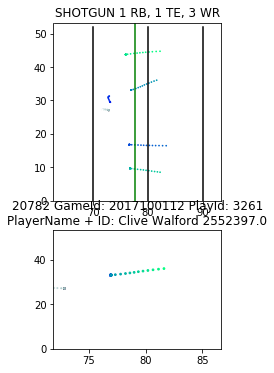 SHOTGUN 1 RB, 1 TE, 3 WR
50
40
30
20
10
0
70 80 90
20782 GameId: 2017100112 PlayId: 3261
PlayerName + ID: Clive Walford 2552397.0
40
20
0
75 80 85